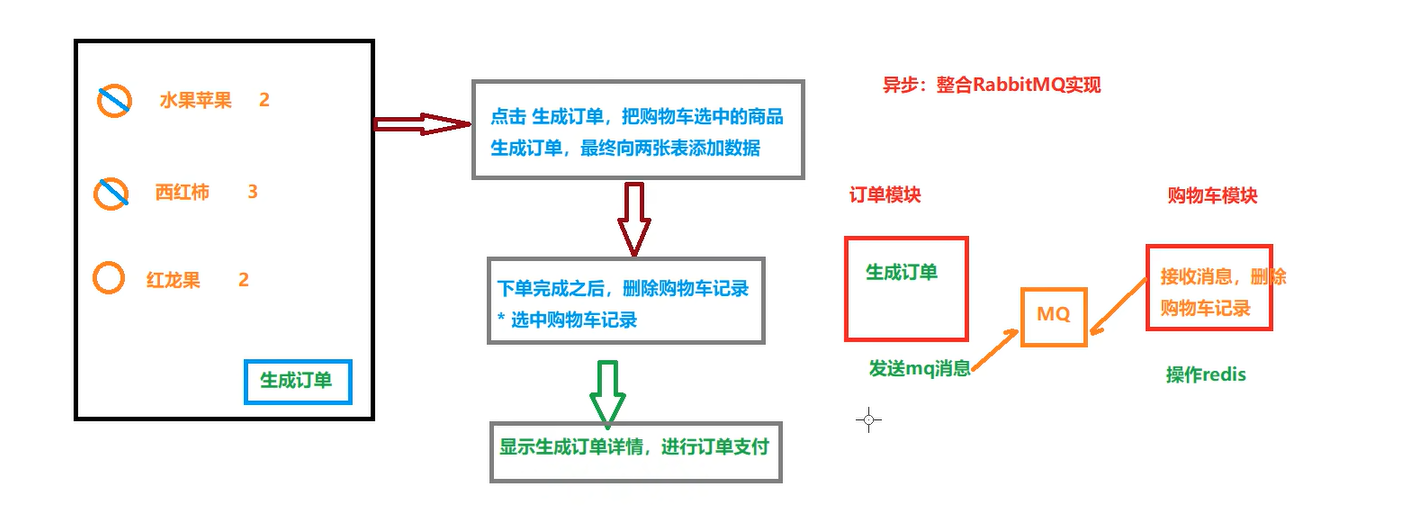 水果苹果 2
西红柿 3
红龙果 2
生成订单
点击 生成订单，把购物车选中的商品
生成订单，最终向两张表添加数据
下单完成之后，删除购物车记录
* 选中购物车记录
显示生成订单详情，进行订单支付
异步：整合RabbitMQ实现
订单模块
生成订单
发送mq消息
MQ
购物车模块
接收消息，删除
购物车记录
操作redis